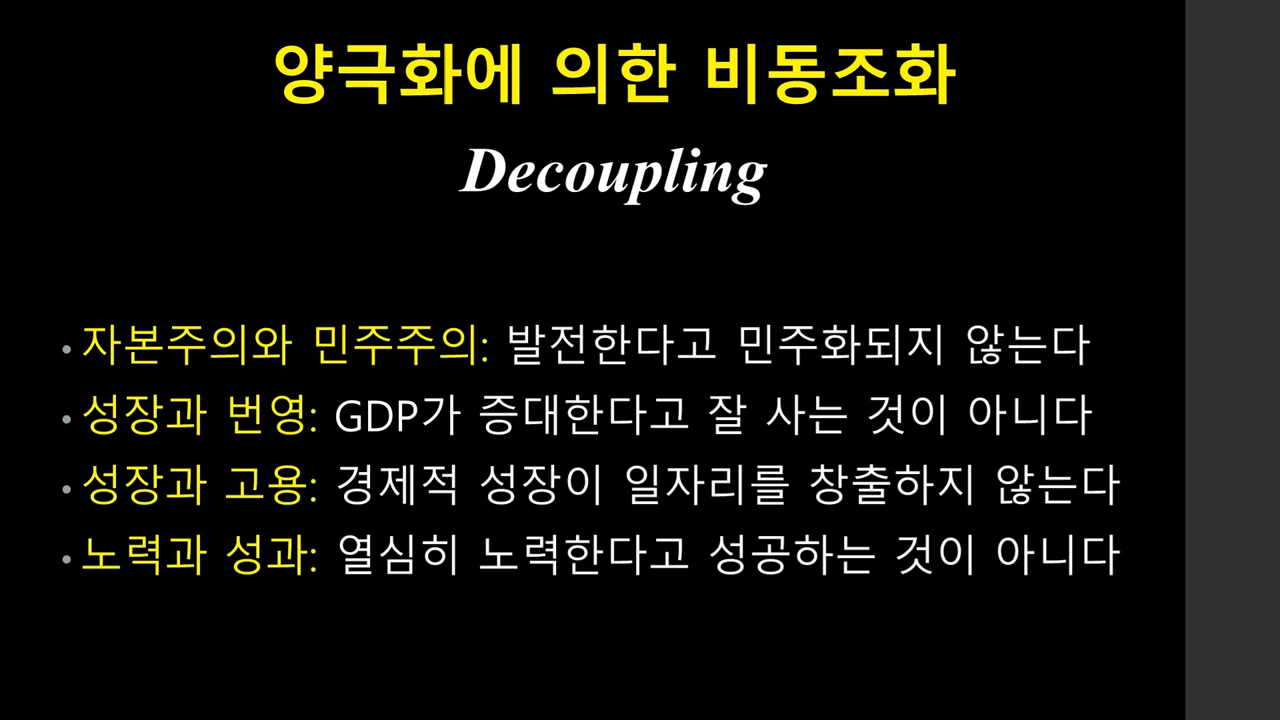 양극화에 의한 비동조화
Decoupling
• 자본주의와 민주주의: 발전한다고 민주화되지 않는다
• 성장과 번영: GDP가 증대한다고 잘 사는 것이 아니다
• 성장과 고용: 경제적 성장이 일자리를 창출하지 않는다
• 노력과 성과: 열심히 노력한다고 성공하는 것이 아니다